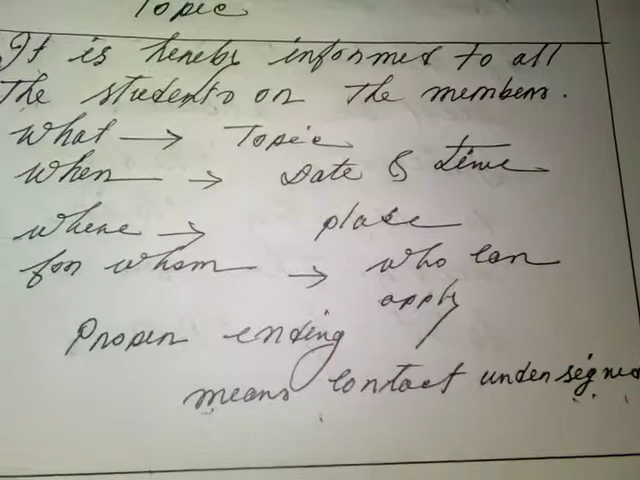 Topic
It is hereby informed to all
the students or the members.
what → Topic
when → Date & time
where → place
for whom → who can
apply
Proper ending
means contact undersigned